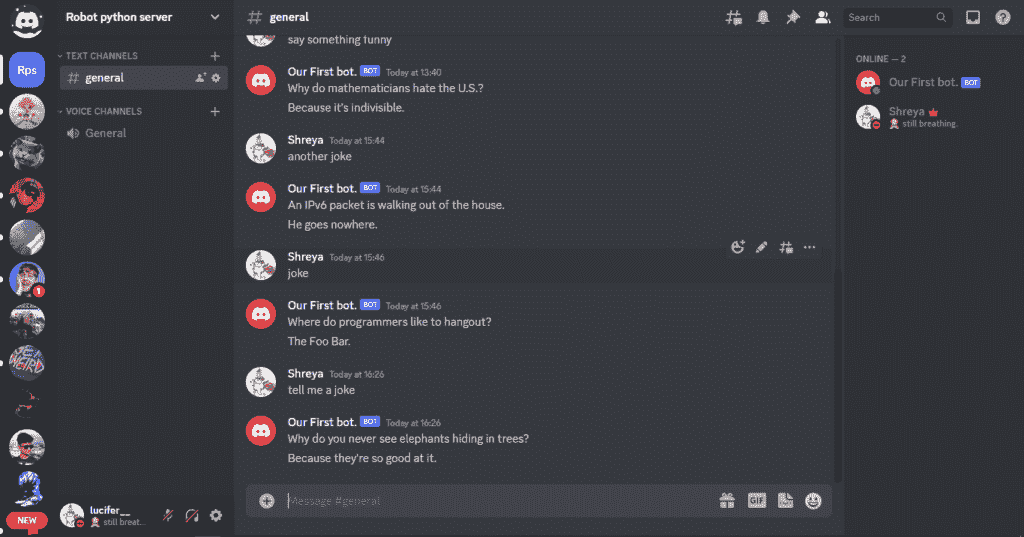 Robot python server
general
Search
Rps
TEXT CHANNELS
general
VOICE CHANNELS
General
1
NEW
lucifer__
still breat...
say something funny
Our First bot. BOT Today at 13:40
Why do mathematicians hate the U.S.?
Because it's indivisible.
Shreya Today at 15:44
another joke
Our First bot. BOT Today at 15:44
An IPv6 packet is walking out of the house.
He goes nowhere.
Shreya Today at 15:46
joke
Our First bot. BOT Today at 15:46
Where do programmers like to hangout?
The Foo Bar.
Shreya Today at 16:26
tell me a joke
Our First bot. BOT Today at 16:26
Why do you never see elephants hiding in trees?
Because they're so good at it.
Message #general
GIF
ONLINE — 2
Our First bot. BOT
Shreya
still breathing.